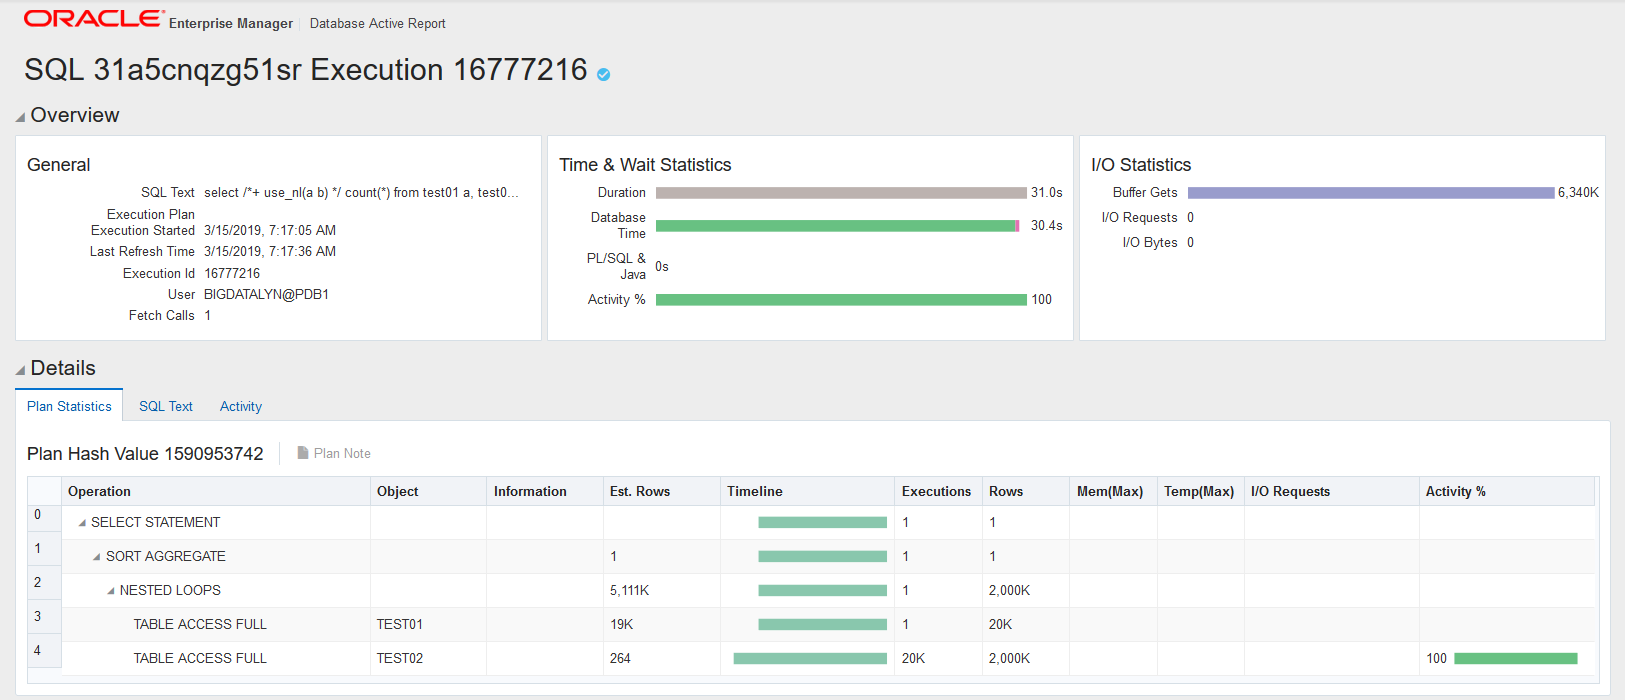 ORACLE Enterprise Manager Database Active Report
SQL 31a5cnqzg51sr Execution 16777216
Overview
General
SQL Text select /*+ use_nl(a b) */ count(*) from test01 a, test0...
Execution Plan
Execution Started 3/15/2019, 7:17:05 AM
Last Refresh Time 3/15/2019, 7:17:36 AM
Execution Id 16777216
User BIGDATALYN@PDB1
Fetch Calls 1
Time & Wait Statistics
Duration 31.0s
Database Time 30.4s
PL/SQL & Java 0s
Activity % 100
I/O Statistics
Buffer Gets 6,340K
I/O Requests 0
I/O Bytes 0
Details
Plan Statistics SQL Text Activity
Plan Hash Value 1590953742 Plan Note
Operation Object Information Est. Rows Timeline Executions Rows Mem(Max) Temp(Max) I/O Requests Activity %
0 SELECT STATEMENT 1 1
1 SORT AGGREGATE 1 1 1
2 NESTED LOOPS 5,111K 1 2,000K
3 TABLE ACCESS FULL TEST01 19K 1 20K
4 TABLE ACCESS FULL TEST02 264 20K 2,000K 100